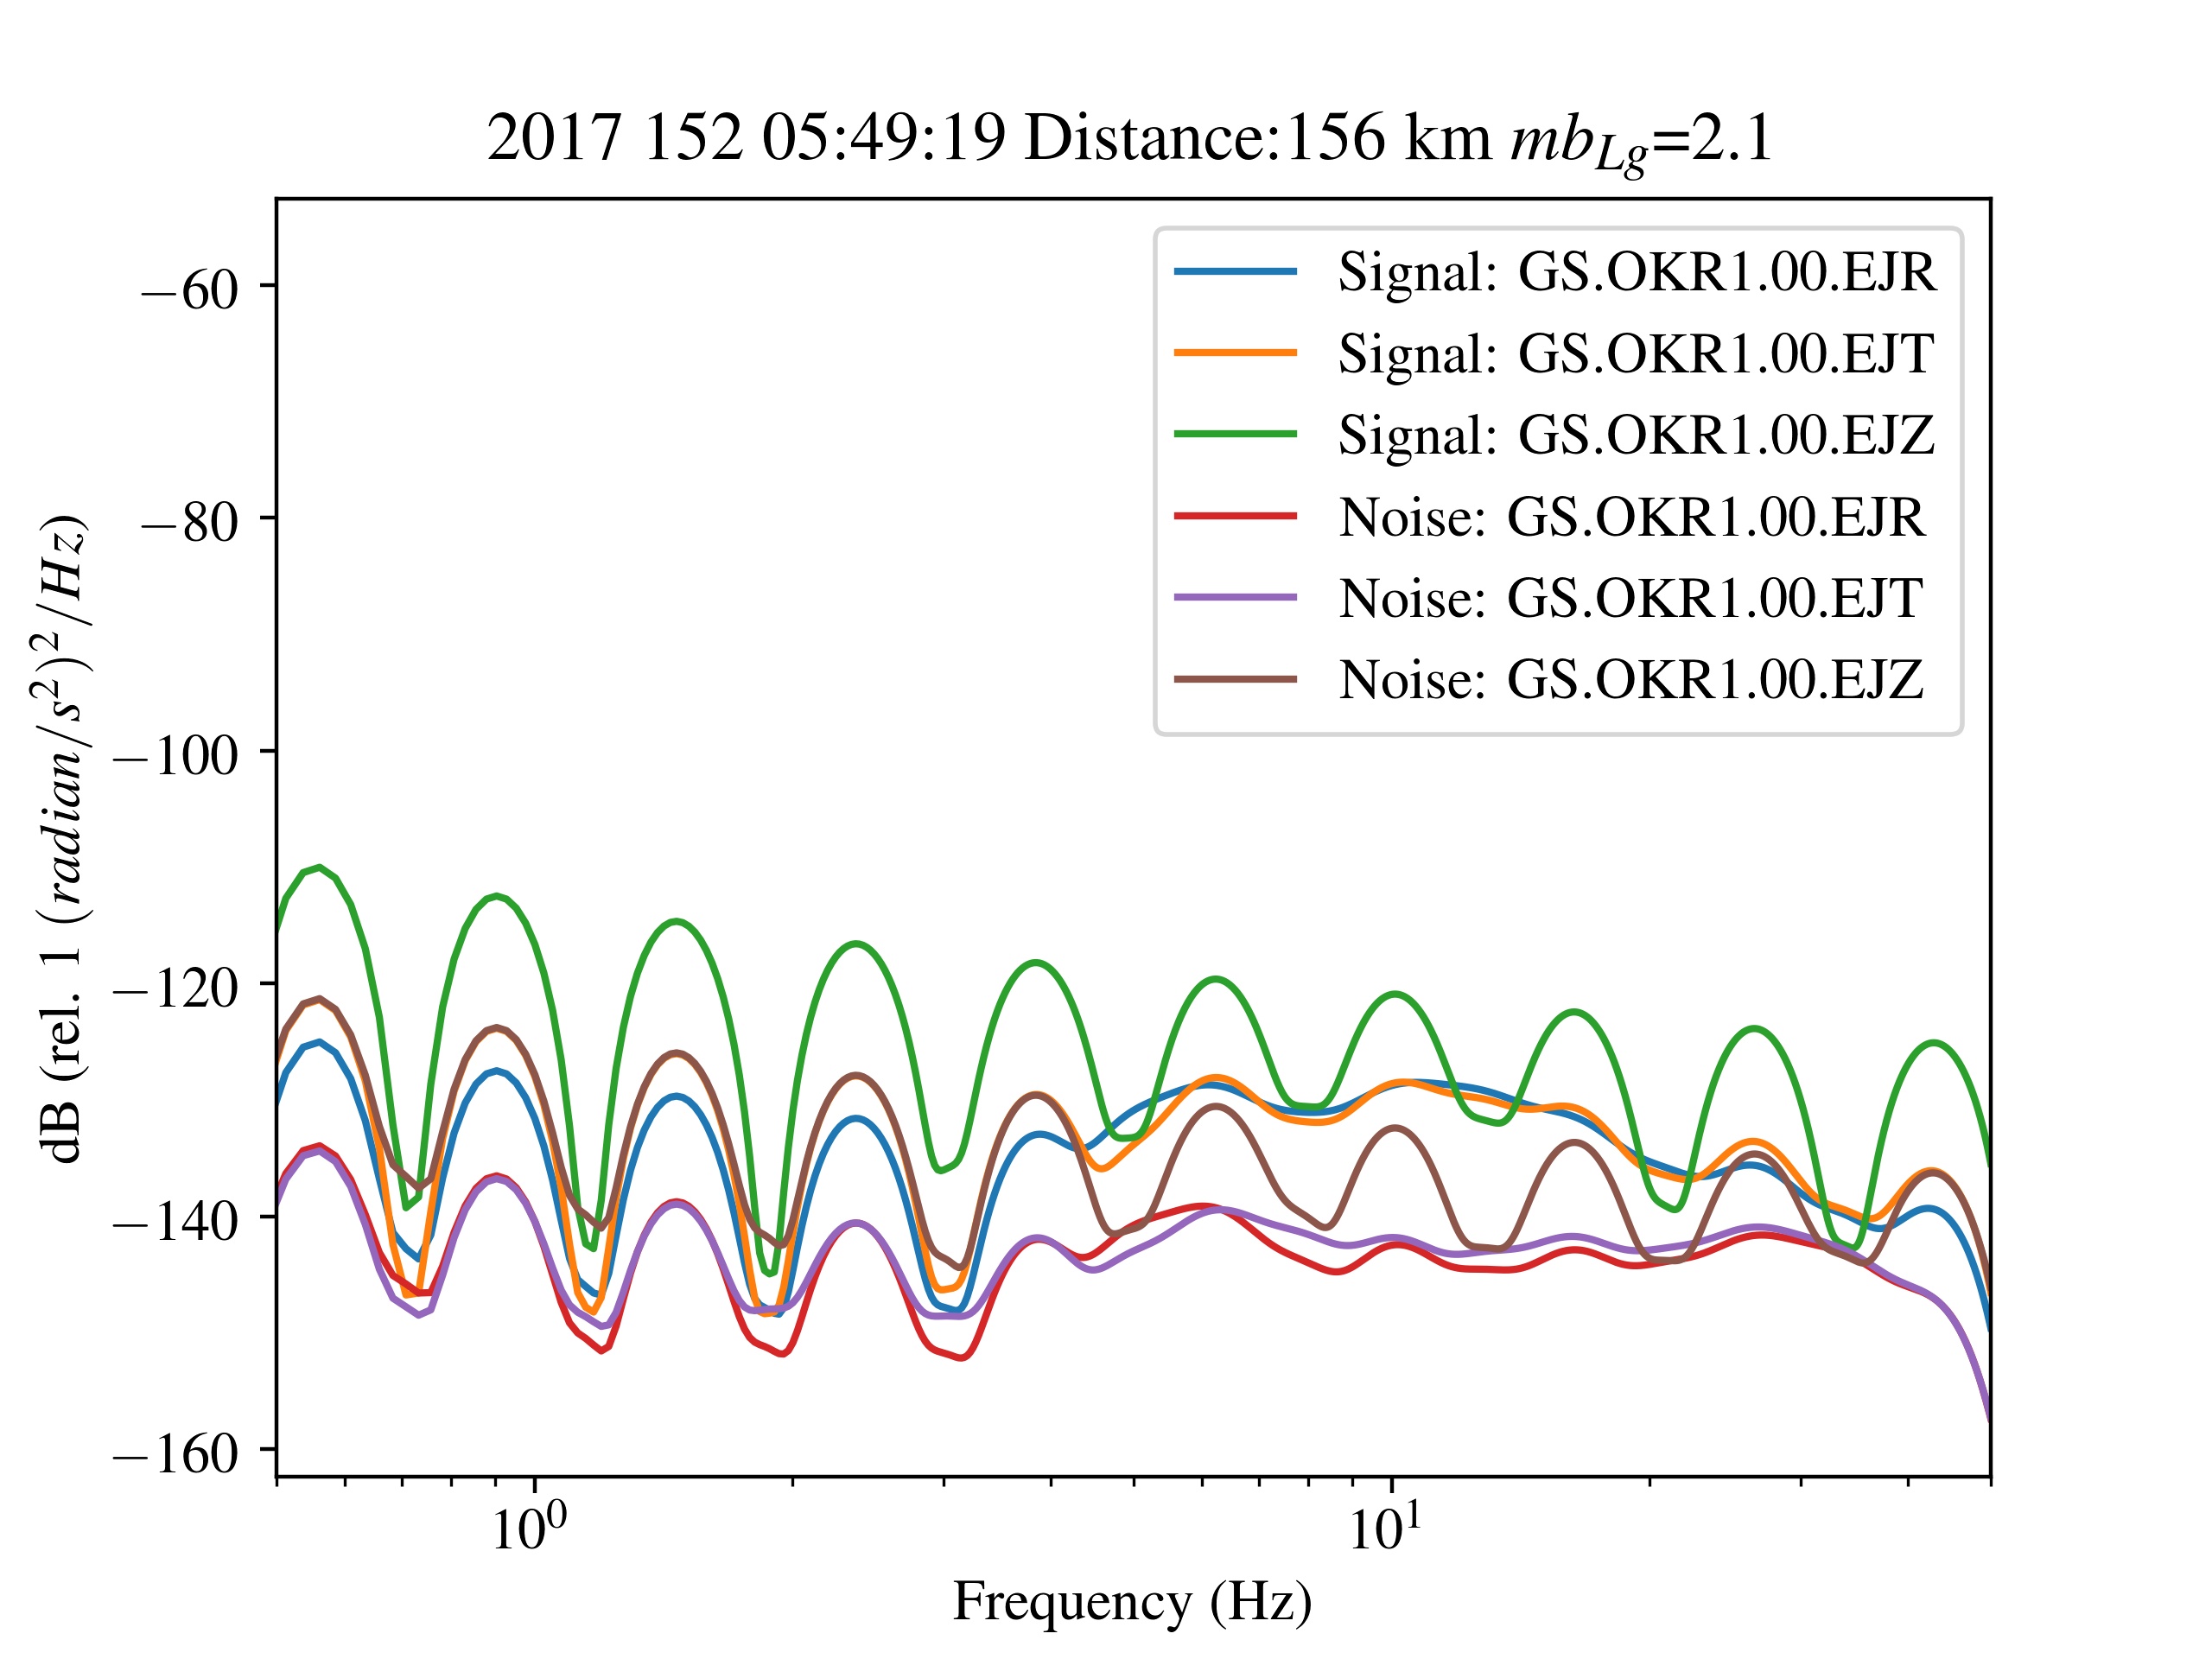 2017 152 05:49:19 Distance:156 km mb_{Lg}=2.1
dB (rel. 1 (radian/s²)²/Hz)
−60
−80
−100
−120
−140
−160
Signal: GS.OKR1.00.EJR
Signal: GS.OKR1.00.EJT
Signal: GS.OKR1.00.EJZ
Noise: GS.OKR1.00.EJR
Noise: GS.OKR1.00.EJT
Noise: GS.OKR1.00.EJZ
10⁰ 10¹
Frequency (Hz)